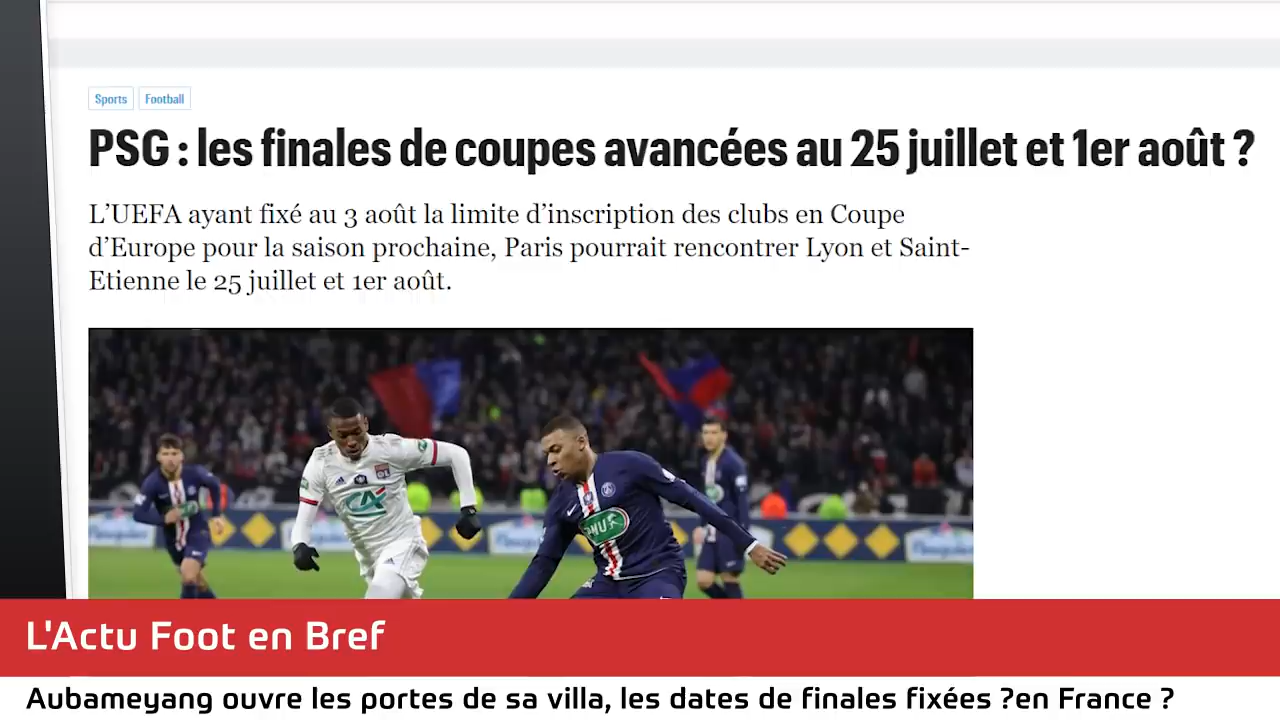 Sports Football
PSG : les finales de coupes avancées au 25 juillet et 1er août ?
L’UEFA ayant fixé au 3 août la limite d’inscription des clubs en Coupe
d’Europe pour la saison prochaine, Paris pourrait rencontrer Lyon et Saint-
Etienne le 25 juillet et 1er août.
CA
PMU
L'Actu Foot en Bref
Aubameyang ouvre les portes de sa villa, les dates de finales fixées ?en France ?